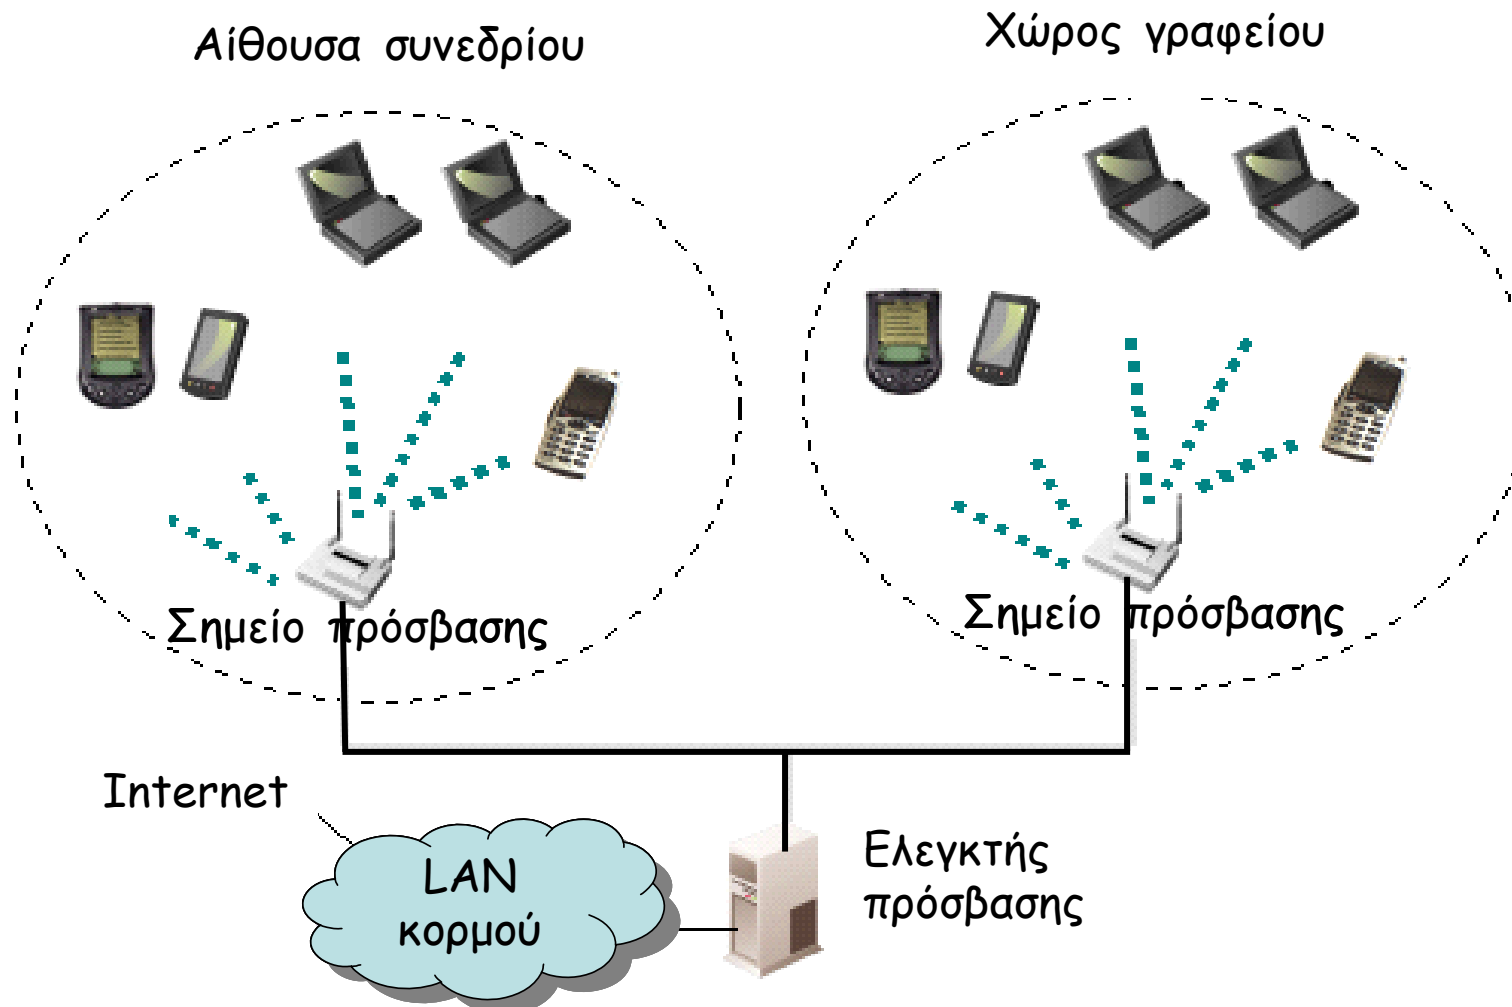 Αίθουσα συνεδρίου
Χώρος γραφείου
Σημείο πρόσβασης
Σημείο πρόσβασης
Internet
LAN
κορμού
Ελεγκτής
πρόσβασης